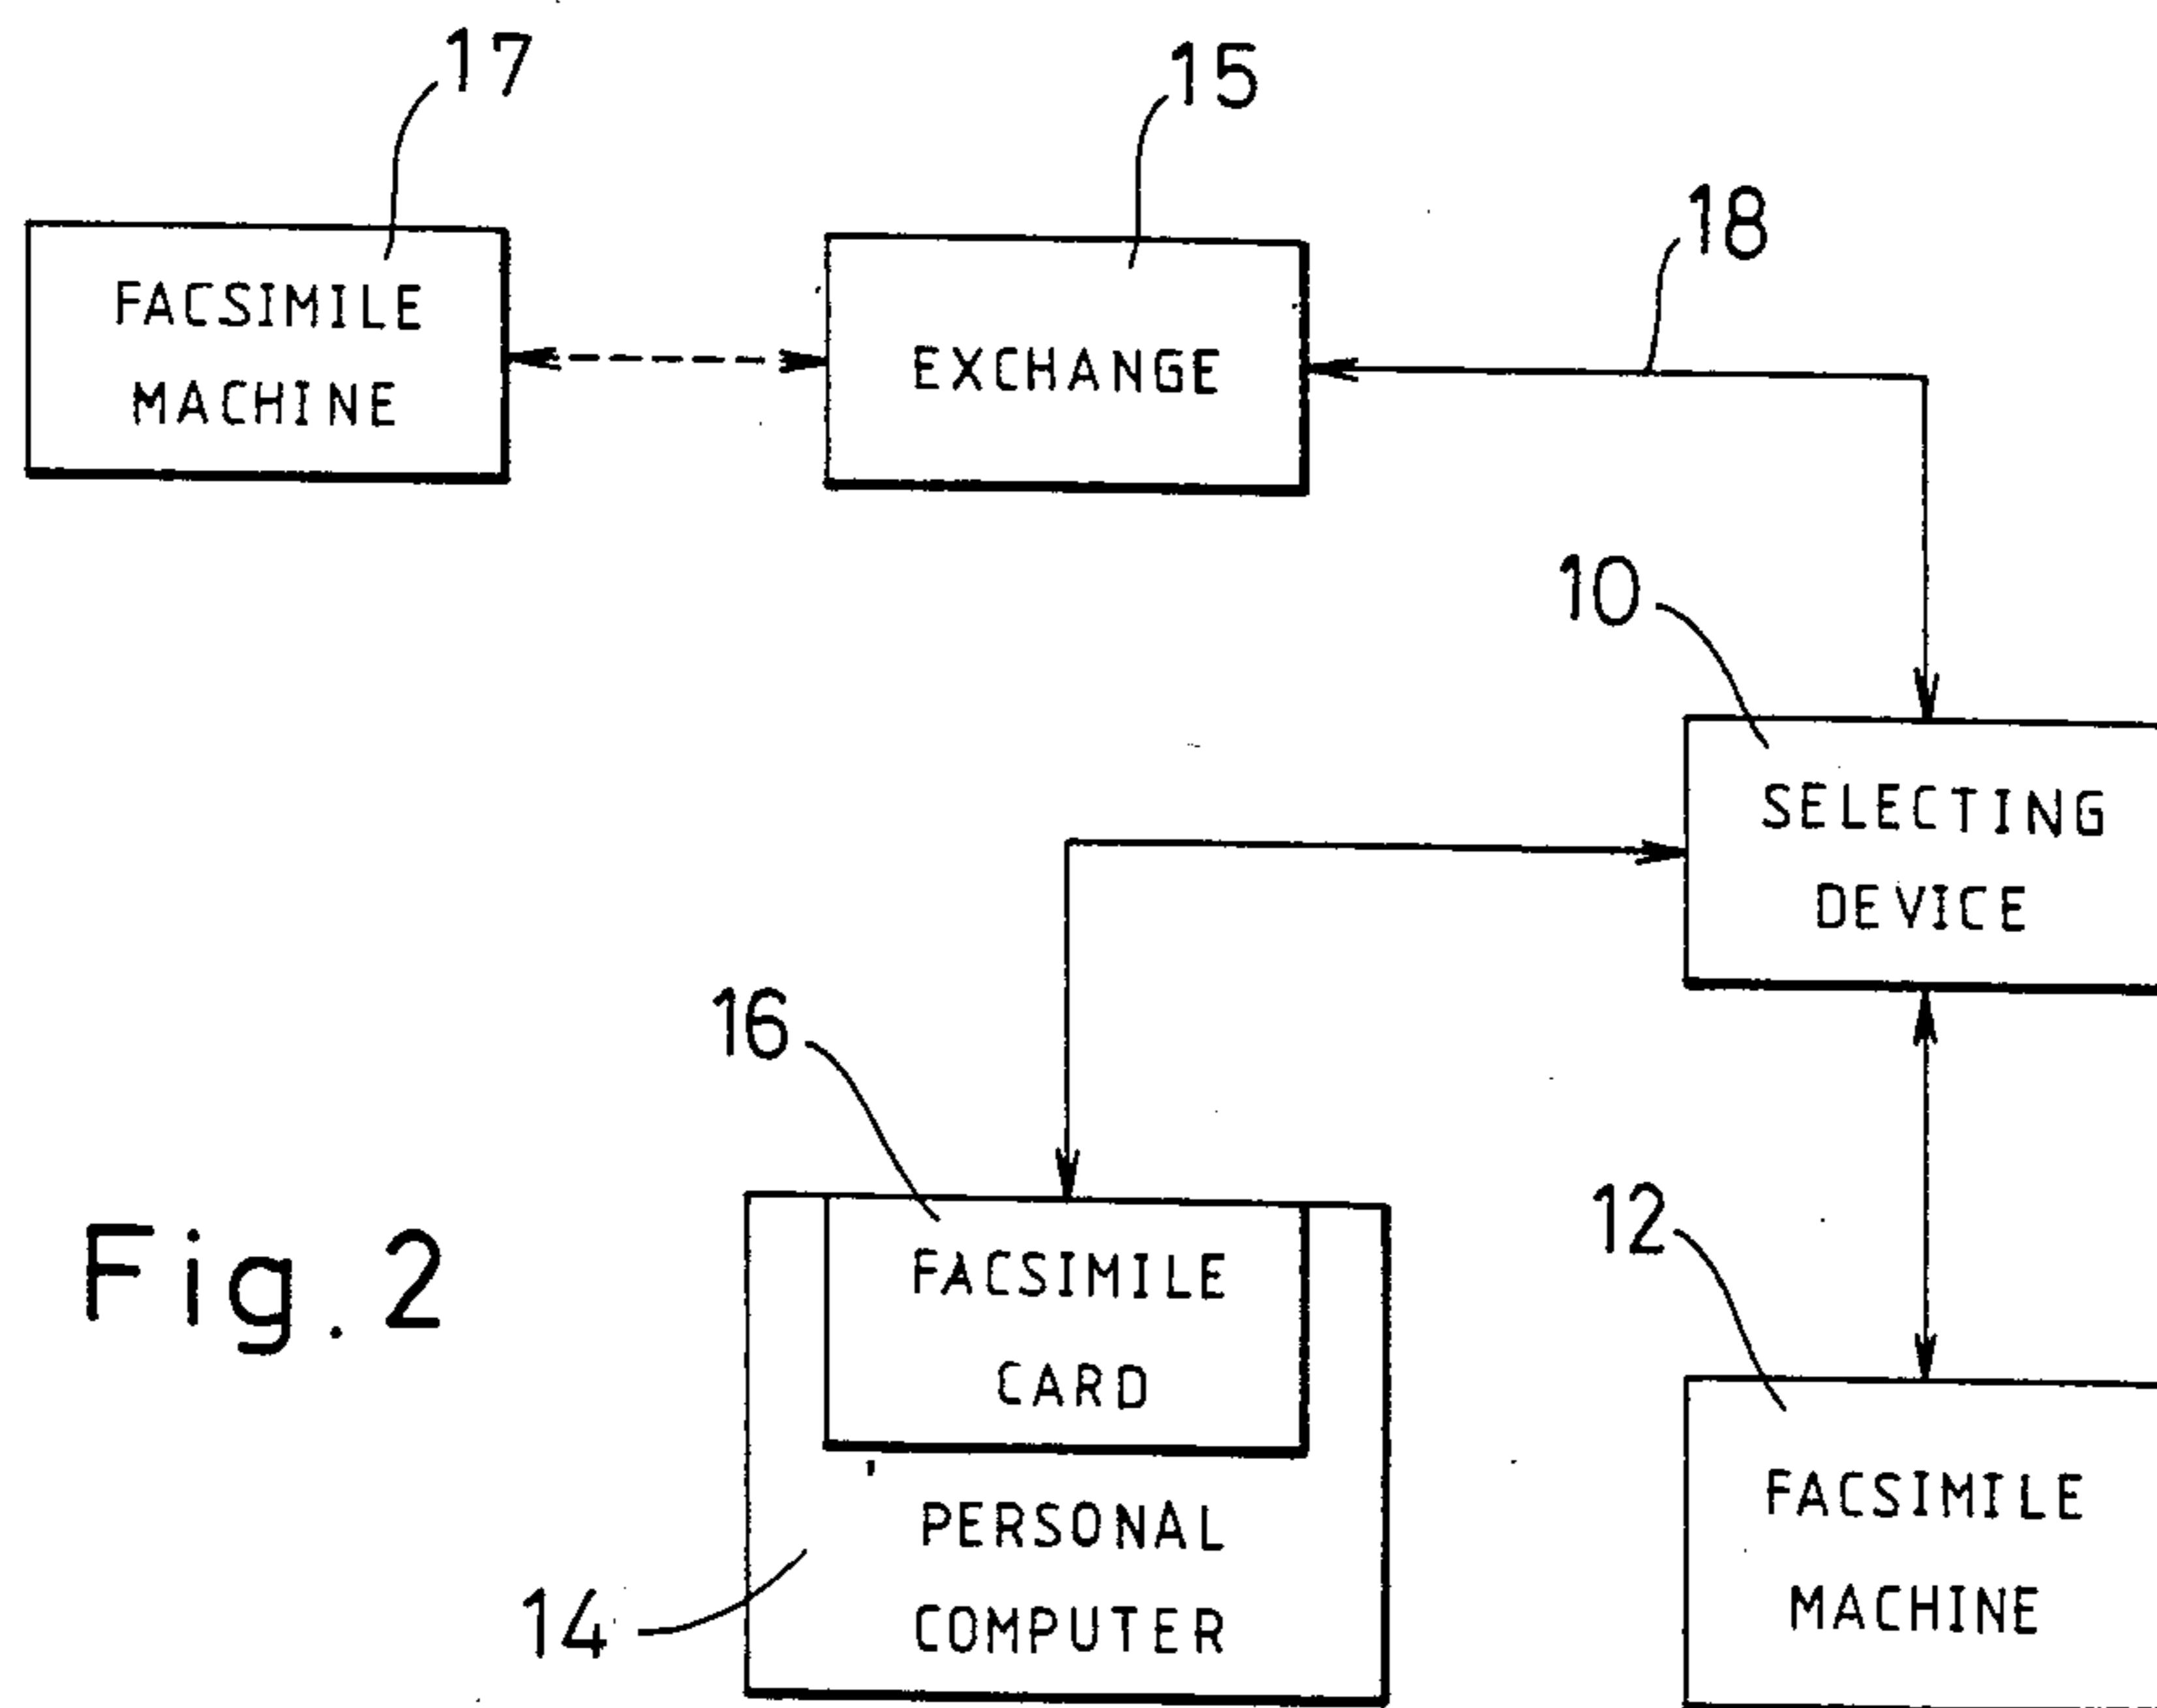 17
15
18
FACSIMILE
MACHINE
EXCHANGE
10
SELECTING
DEVICE
16
12
Fig.2
FACSIMILE
CARD
FACSIMILE
MACHINE
PERSONAL
COMPUTER
14